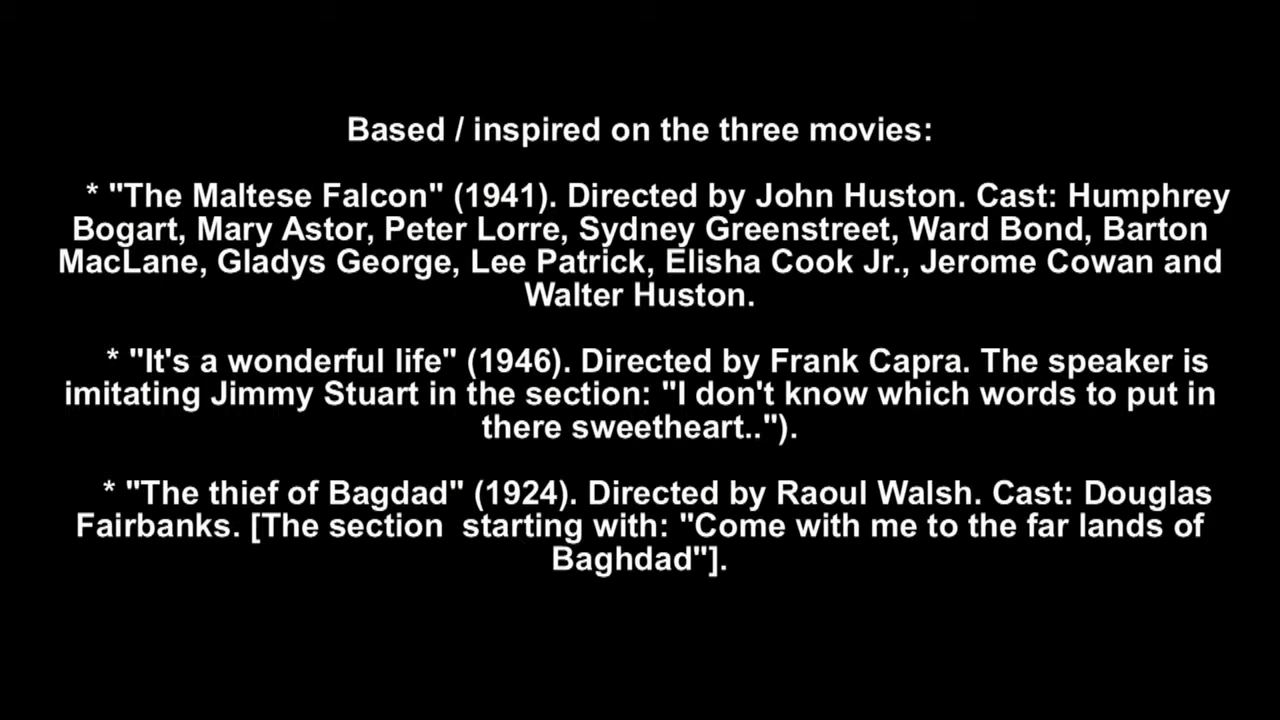 Based / inspired on the three movies:
* "The Maltese Falcon" (1941). Directed by John Huston. Cast: Humphrey
Bogart, Mary Astor, Peter Lorre, Sydney Greenstreet, Ward Bond, Barton
MacLane, Gladys George, Lee Patrick, Elisha Cook Jr., Jerome Cowan and
Walter Huston.
* "It's a wonderful life" (1946). Directed by Frank Capra. The speaker is
imitating Jimmy Stuart in the section: "I don't know which words to put in
there sweetheart..").
* "The thief of Bagdad" (1924). Directed by Raoul Walsh. Cast: Douglas
Fairbanks. [The section  starting with: "Come with me to the far lands of
Baghdad"].